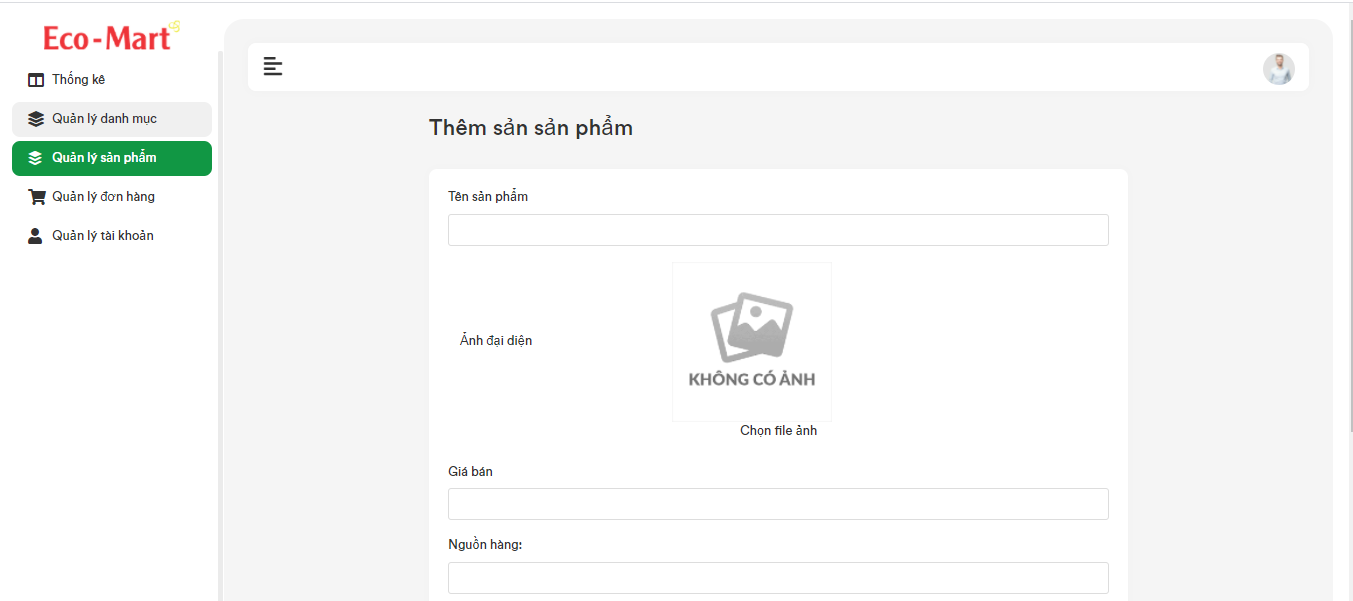 Eco-Mart
Thống kê
Quản lý danh mục
Quản lý sản phẩm
Quản lý đơn hàng
Quản lý tài khoản
Thêm sản sản phẩm
Tên sản phẩm
Ảnh đại diện
KHÔNG CÓ ẢNH
Chọn file ảnh
Giá bán
Nguồn hàng: